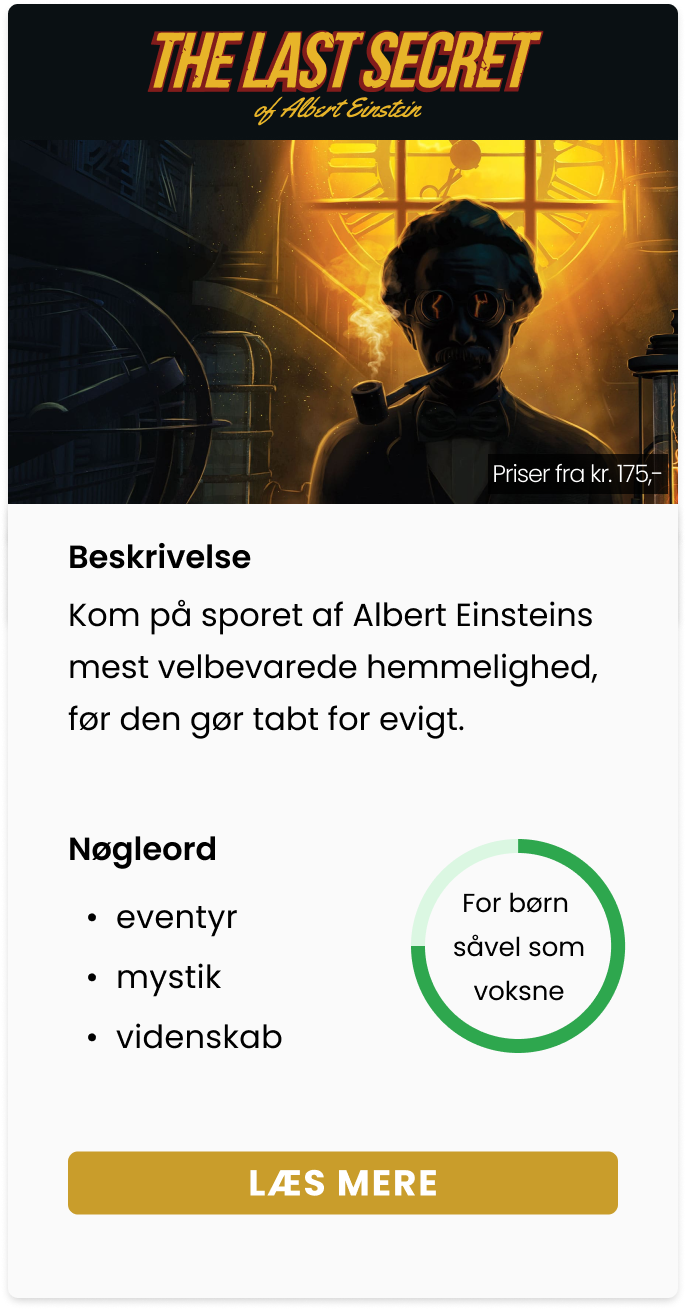 THE LAST SECRET
of Albert Einstein
Priser fra kr. 175,-
Beskrivelse
Kom på sporet af Albert Einsteins
mest velbevarede hemmelighed,
før den gør tabt for evigt.
Nøgleord
• eventyr
• mystik
• videnskab
For børn
såvel som
voksne
LÆS MERE